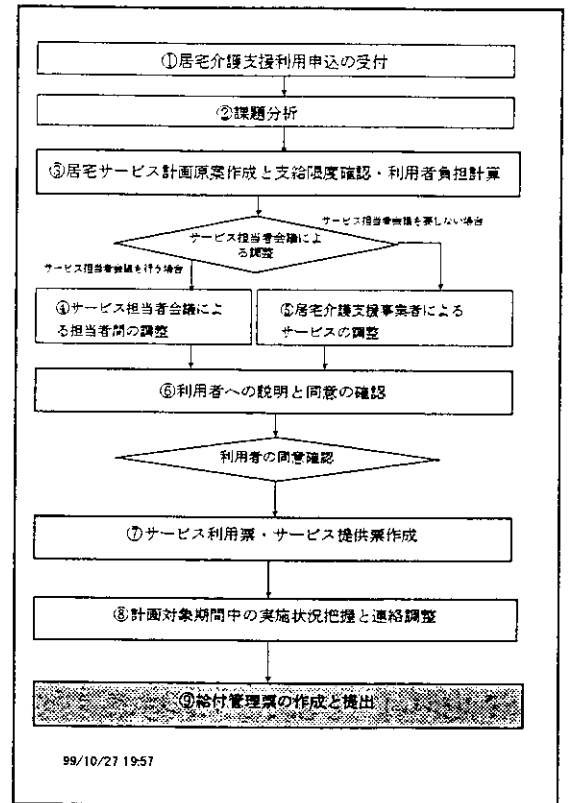 ①居宅介護支援利用申込の受付
②課題分析
③居宅サービス計画原案作成と支給限度確認・利用者負担計算
サービス担当者会議を要しない場合
サービス担当者会議によ
る調整
サービス担当者会議を行う場合
④サービス担当者会議によ
る担当者間の調整
⑤居宅介護支援事業者による
サービスの調整
⑥利用者への説明と同意の確認
利用者の同意確認
⑦サービス利用票・サービス提供票作成
⑧計画対象期間中の実施状況把握と連絡調整
⑨給付管理票の作成と提出
99/10/27 19:57